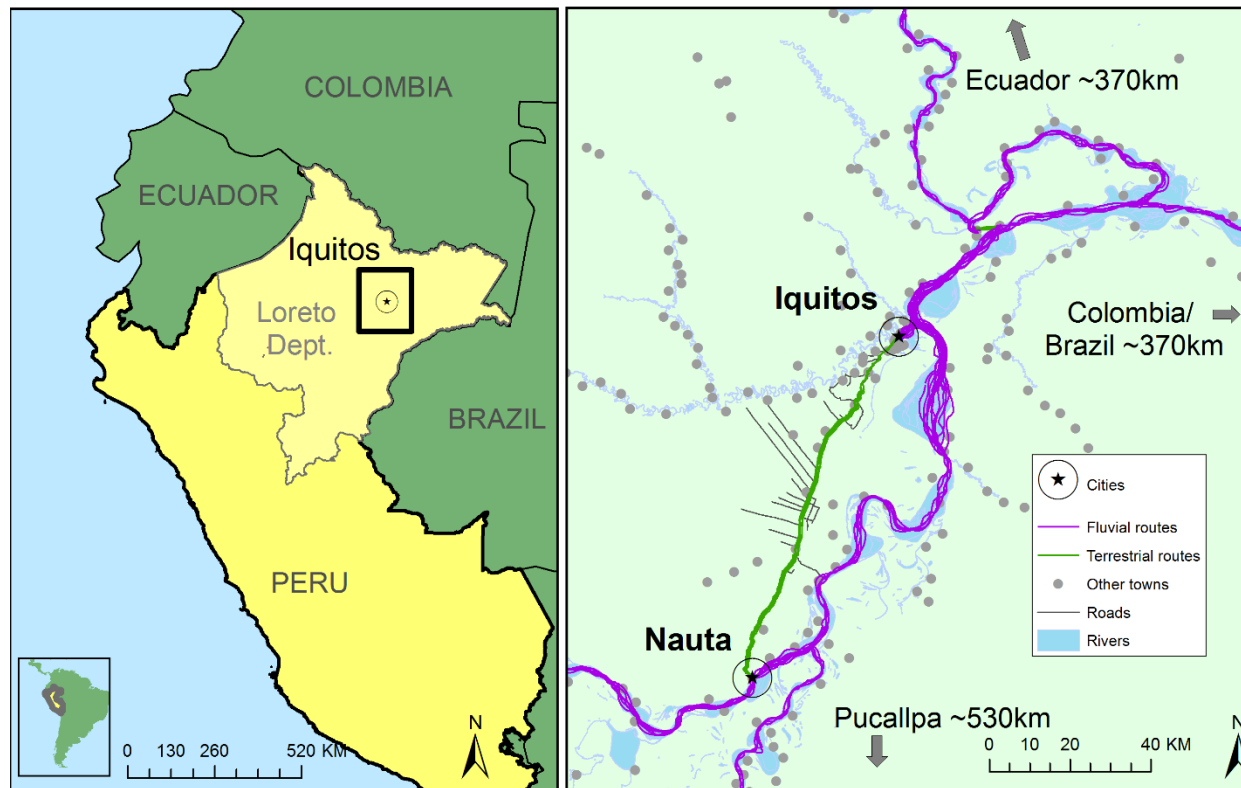 COLOMBIA
ECUADOR
Iquitos
Loreto
Dept.
BRAZIL
PERU
N
0 130 260 520 KM
Ecuador ~370km
Iquitos
Colombia/
Brazil ~370km
Cities
Fluvial routes
Terrestrial routes
Other towns
Roads
Rivers
Nauta
Pucallpa ~530km
N
0 10 20 40 KM